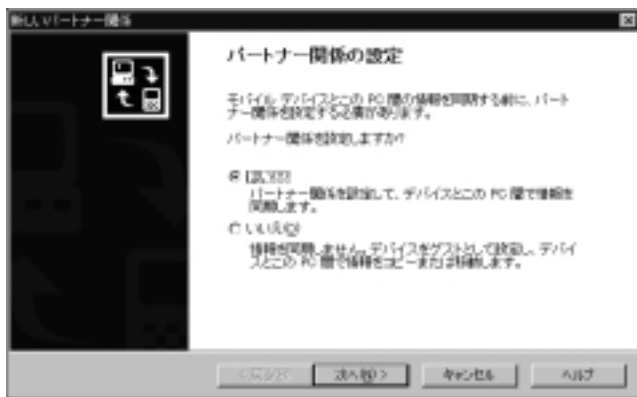 新しいパートナー関係
パートナー関係の設定
モバイル デバイスとこの PC 間の情報を同期する前に、パート
ナー関係を設定する必要があります。
パートナー関係を設定しますか?
はい(Y)
パートナー関係を設定して、デバイスとこの PC 間で情報を
同期します。
いいえ(O)
情報を同期しません。デバイスをゲストとして設定し、デバイ
スとこの PC 間で情報をコピーまたは移動します。
< 戻る(B)
次へ(N) >
キャンセル
ヘルプ